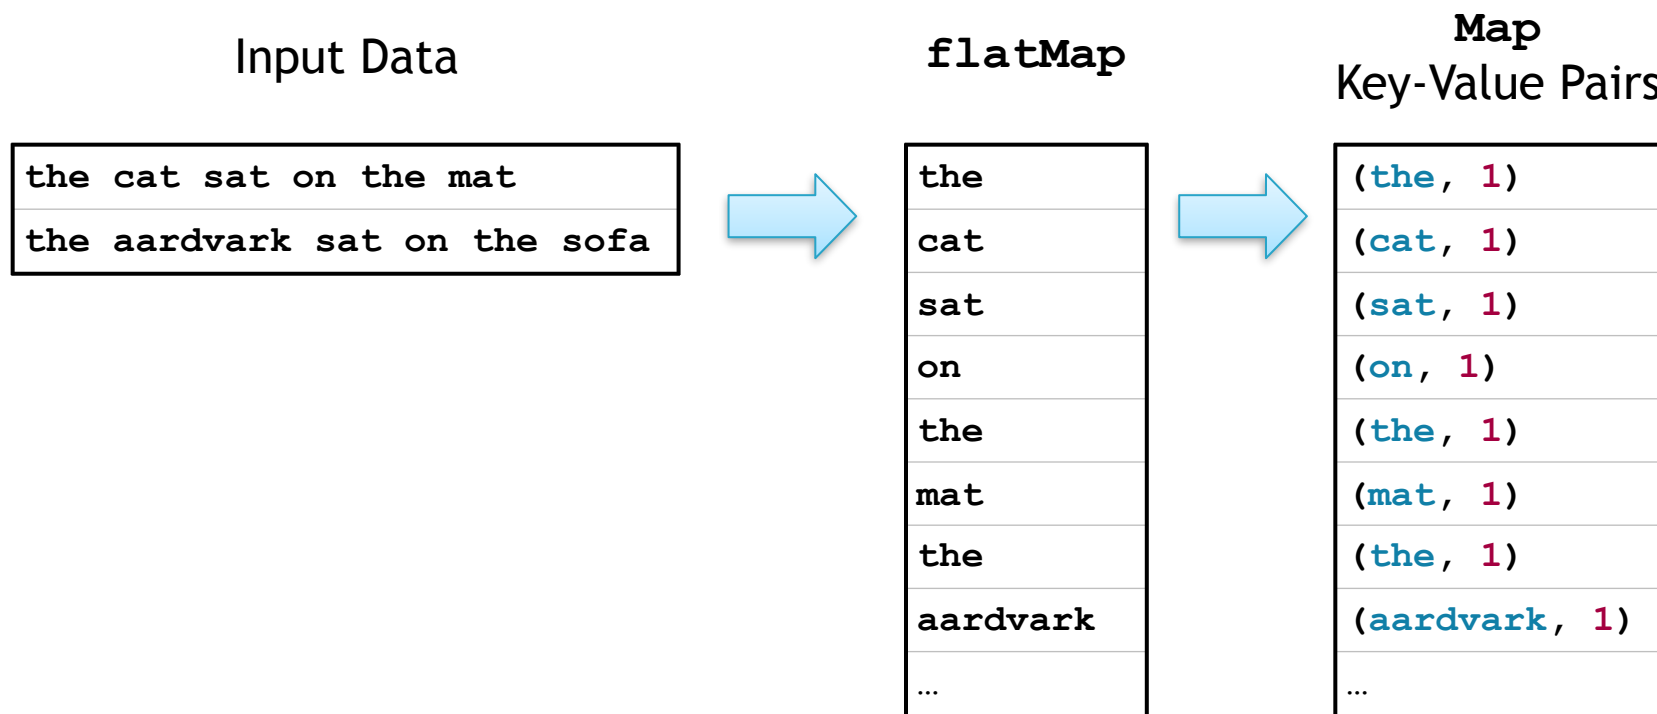 Input Data
the cat sat on the mat
the aardvark sat on the sofa
flatMap
the
cat
sat
on
the
mat
the
aardvark
…
Map
Key-Value Pairs
(the, 1)
(cat, 1)
(sat, 1)
(on, 1)
(the, 1)
(mat, 1)
(the, 1)
(aardvark, 1)
…